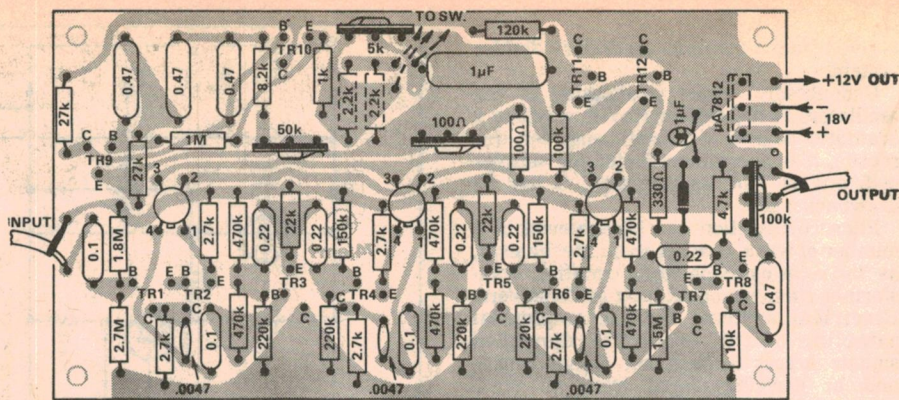 TO SW.
B E
TR10
C
5k
120k
C C
TR11 TR12
B B
E E
0.47 0.47 0.47
8.2k
1k
2.2k 2.2k
1μF
μA7812
+12V OUT
−
18V
+
27k
C B
TR9
E
1M
27k
50k
100Ω
100Ω
100k
1μF
330Ω
4.7k
100k
OUTPUT
3 2 3 2 3 2
4 1 4 1 4 1
INPUT
0.1
1.8M
2.7k
470k
0.22
22k
0.22
150k
2.7k
470k
0.22
22k
0.22
150k
2.7k
470k
0.22
B E B E E B E B E E B E B E E B E
TR1 TR2 TR3 TR4 TR5 TR6 TR7 TR8
C C C C C C B C C
2.7M
2.7k
0.1
470k
220k
220k
2.7k
0.1
470k
220k
220k
2.7k
0.1
470k
1.5M
10k
0.47
.0047 .0047 .0047